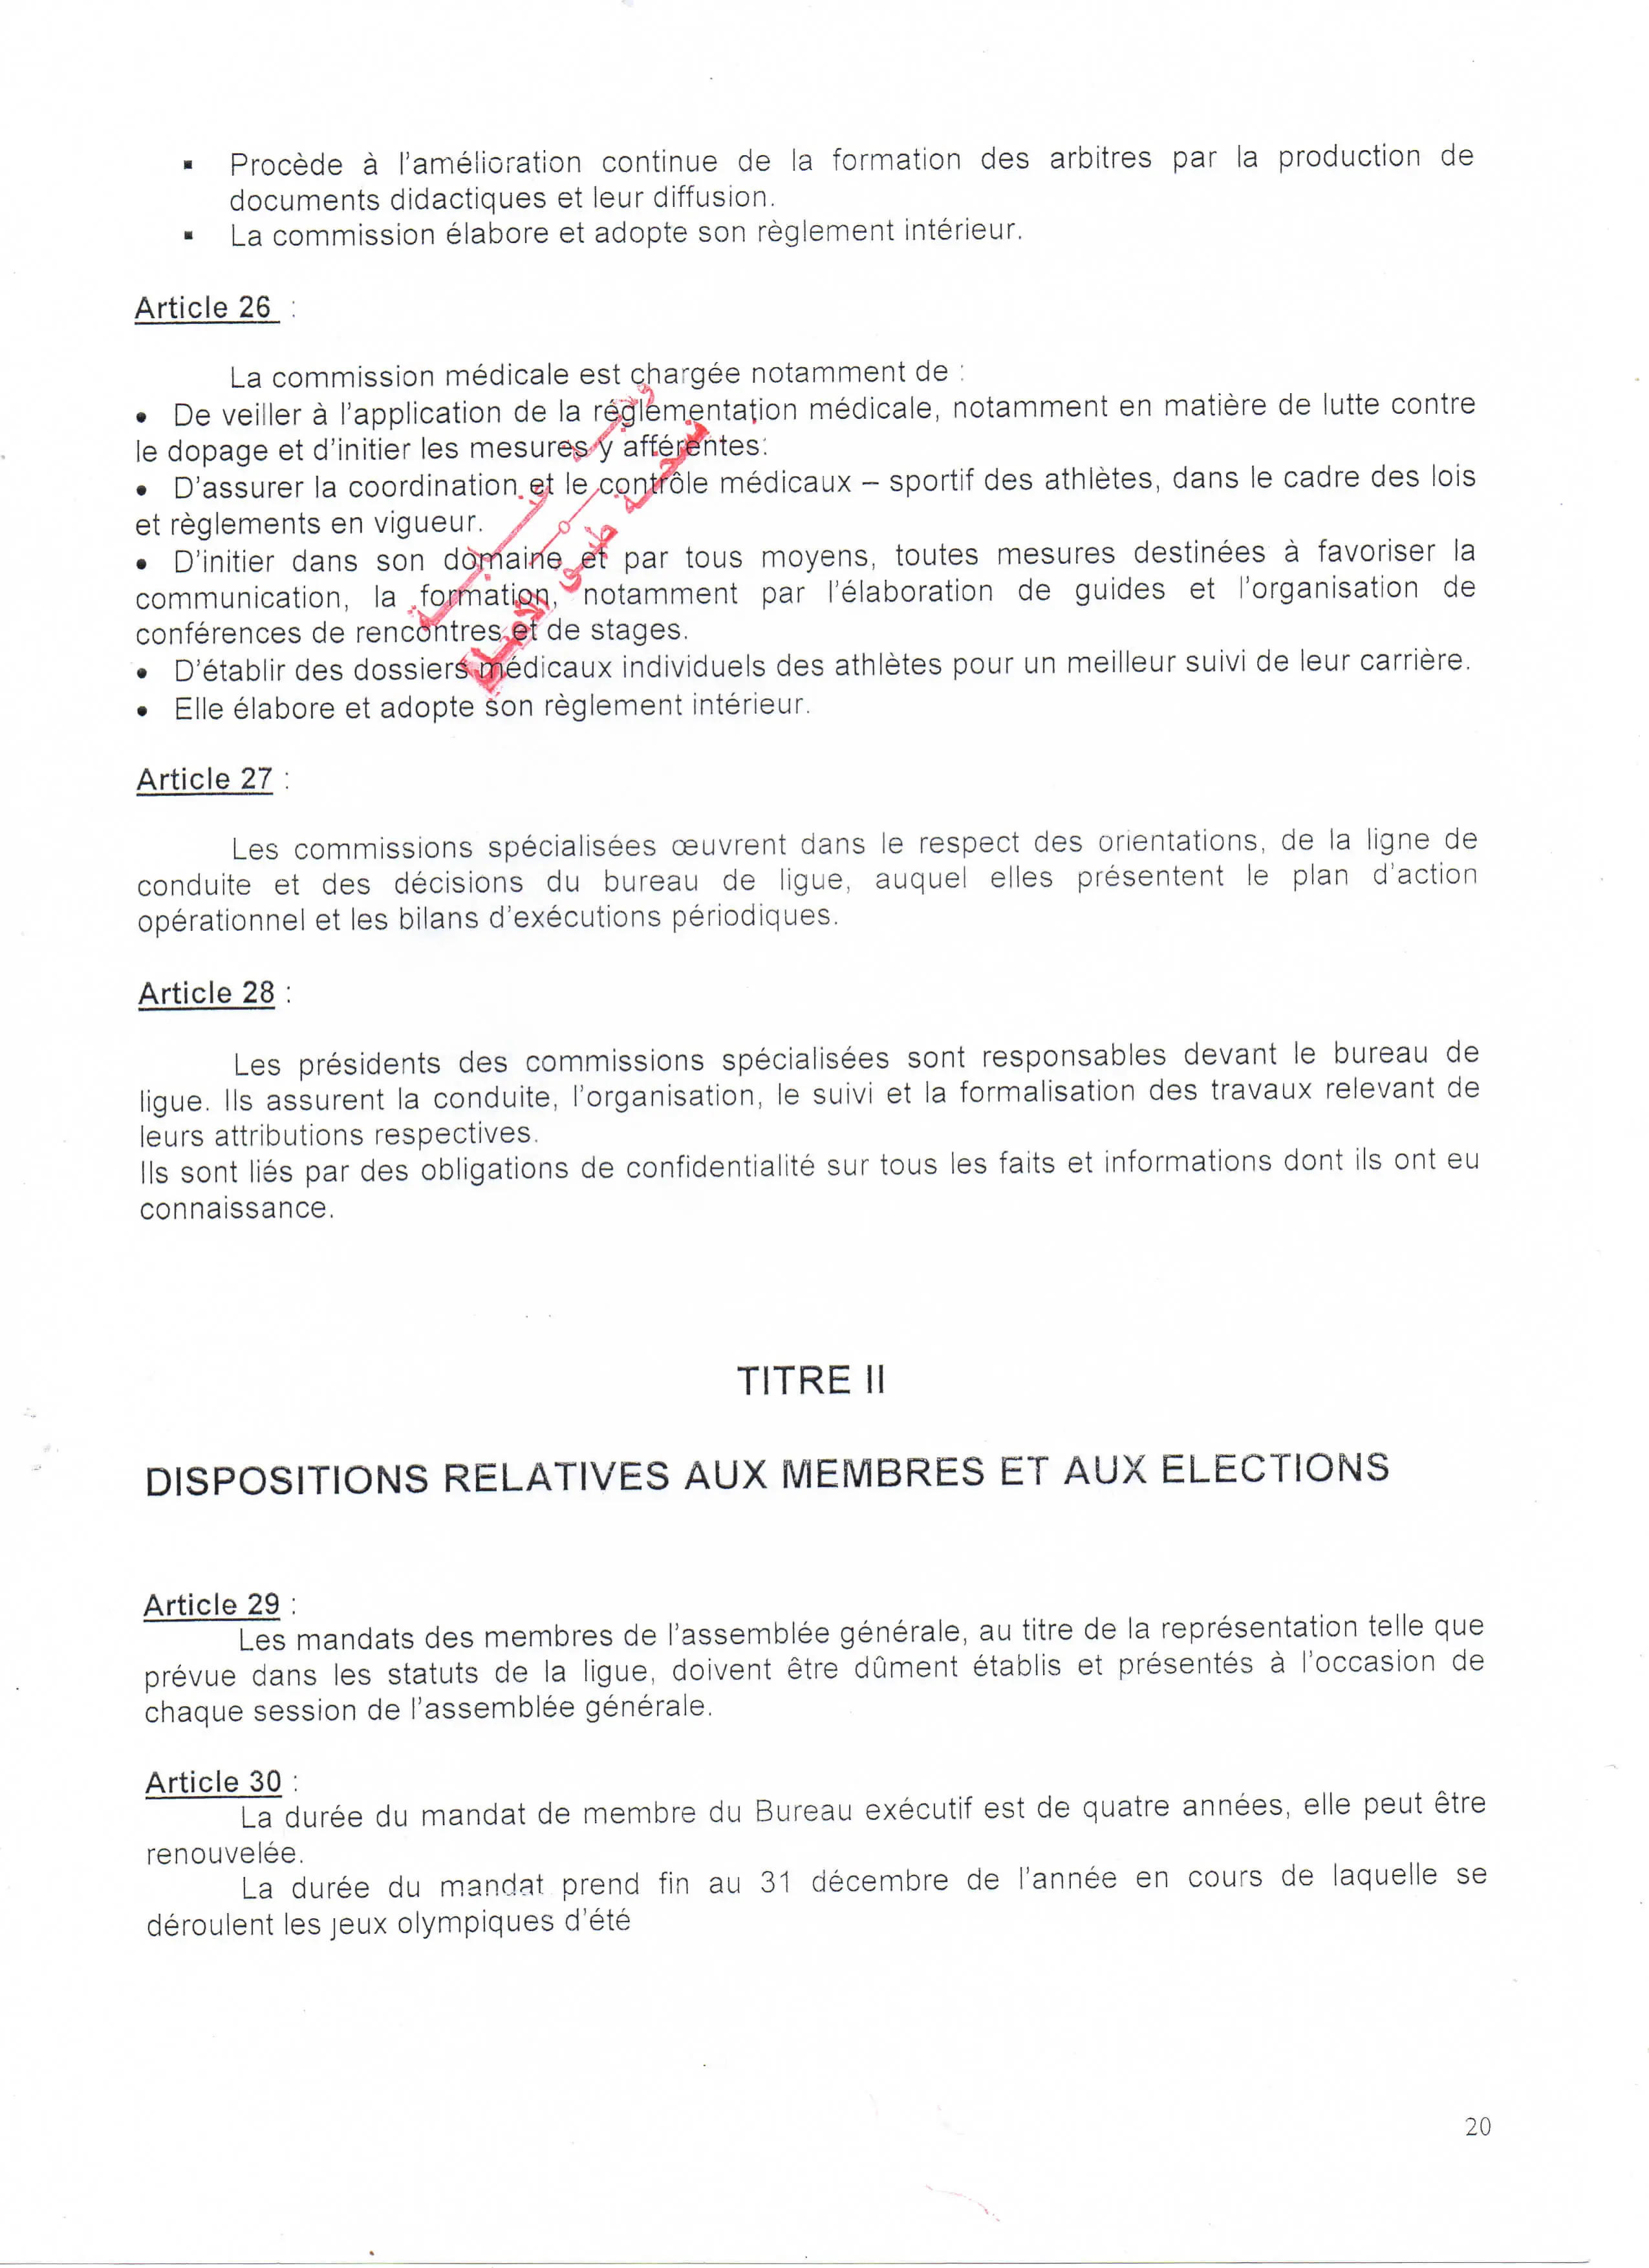 ▪ Procède à l'amélioration continue de la formation des arbitres par la production de
documents didactiques et leur diffusion.
▪ La commission élabore et adopte son règlement intérieur.
Article 26 :
La commission médicale est chargée notamment de :
• De veiller à l'application de la réglementation médicale, notamment en matière de lutte contre
le dopage et d'initier les mesures y afférentes:
• D'assurer la coordination et le contrôle médicaux – sportif des athlètes, dans le cadre des lois
et règlements en vigueur.
• D'initier dans son domaine et par tous moyens, toutes mesures destinées à favoriser la
communication, la formation, notamment par l'élaboration de guides et l'organisation de
conférences de rencontres et de stages.
• D'établir des dossiers médicaux individuels des athlètes pour un meilleur suivi de leur carrière.
• Elle élabore et adopte son règlement intérieur.
نسخة طبق الأصل
Article 27 :
Les commissions spécialisées œuvrent dans le respect des orientations, de la ligne de
conduite et des décisions du bureau de ligue, auquel elles présentent le plan d'action
opérationnel et les bilans d'exécutions périodiques.
Article 28 :
Les présidents des commissions spécialisées sont responsables devant le bureau de
ligue. Ils assurent la conduite, l'organisation, le suivi et la formalisation des travaux relevant de
leurs attributions respectives.
Ils sont liés par des obligations de confidentialité sur tous les faits et informations dont ils ont eu
connaissance.
TITRE II
DISPOSITIONS RELATIVES AUX MEMBRES ET AUX ELECTIONS
Article 29 :
Les mandats des membres de l'assemblée générale, au titre de la représentation telle que
prévue dans les statuts de la ligue, doivent être dûment établis et présentés à l'occasion de
chaque session de l'assemblée générale.
Article 30 :
La durée du mandat de membre du Bureau exécutif est de quatre années, elle peut être
renouvelée.
La durée du mandat prend fin au 31 décembre de l'année en cours de laquelle se
déroulent les jeux olympiques d'été
20